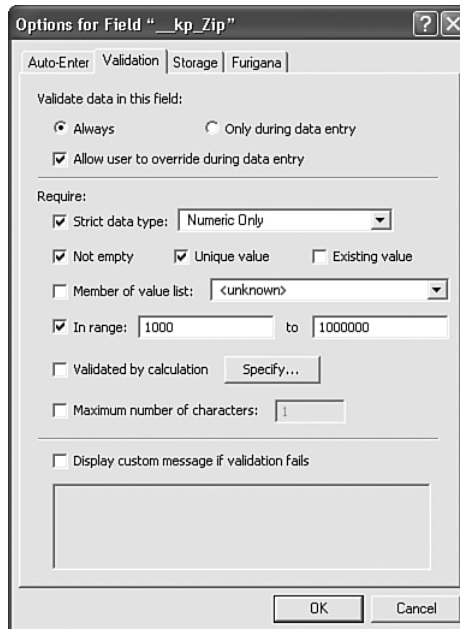 Options for Field “__kp_Zip”
Auto-Enter Validation Storage Furigana
Validate data in this field:
Always Only during data entry
Allow user to override during data entry
Require:
Strict data type: Numeric Only
Not empty Unique value Existing value
Member of value list: <unknown>
In range: 1000 to 1000000
Validated by calculation Specify...
Maximum number of characters: 1
Display custom message if validation fails
OK Cancel